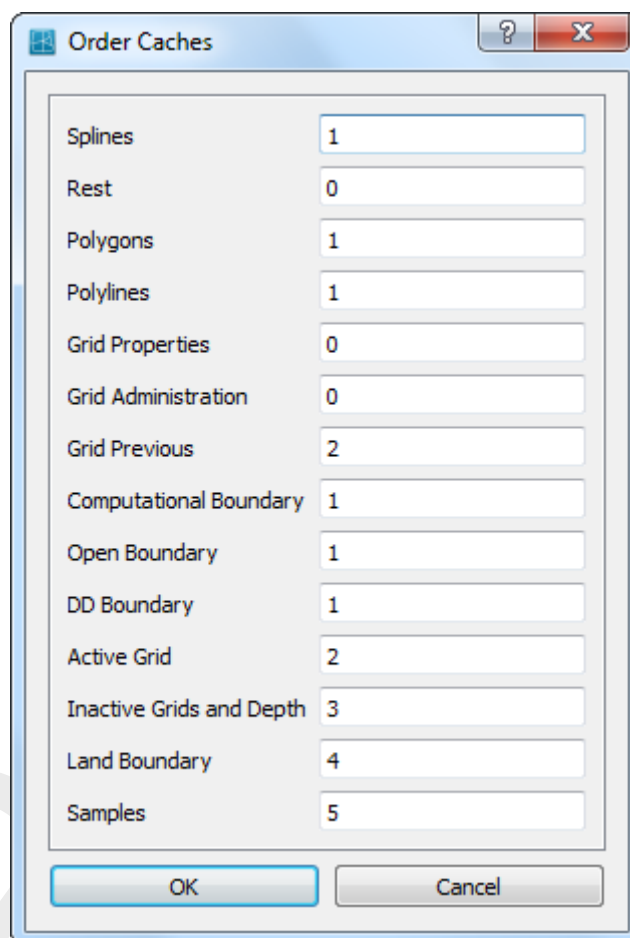 Order Caches
Splines 1
Rest 0
Polygons 1
Polylines 1
Grid Properties 0
Grid Administration 0
Grid Previous 2
Computational Boundary 1
Open Boundary 1
DD Boundary 1
Active Grid 2
Inactive Grids and Depth 3
Land Boundary 4
Samples 5
OK Cancel